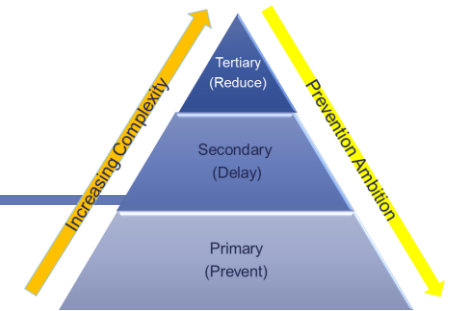 Tertiary
(Reduce)
Increasing Complexity
Prevention Ambition
Secondary
(Delay)
Primary
(Prevent)